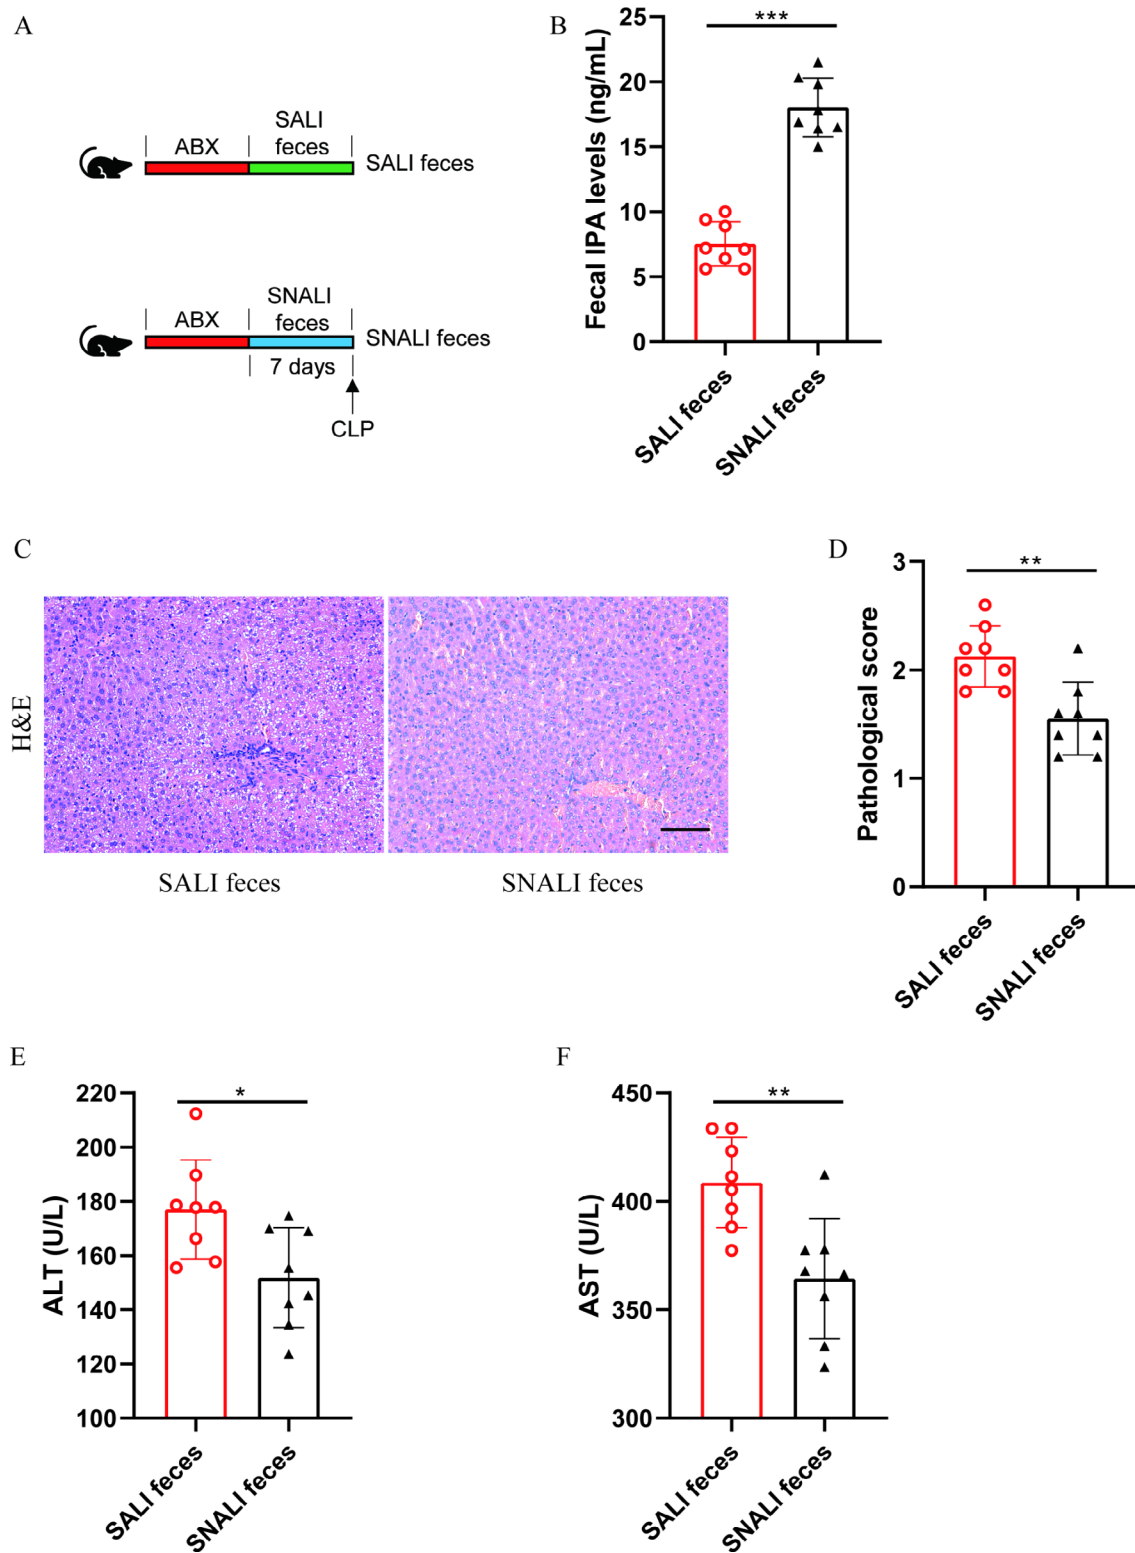 A
ABX
SALI
feces
SALI feces
ABX
SNALI
feces
SNALI feces
7 days
CLP
B
Fecal IPA levels (ng/mL)
25
20
15
10
5
0
***
SALI feces
SNALI feces
C
H&E
SALI feces
SNALI feces
D
Pathological score
3
2
1
0
**
SALI feces
SNALI feces
E
ALT (U/L)
220
200
180
160
140
120
100
*
SALI feces
SNALI feces
F
AST (U/L)
450
400
350
300
**
SALI feces
SNALI feces